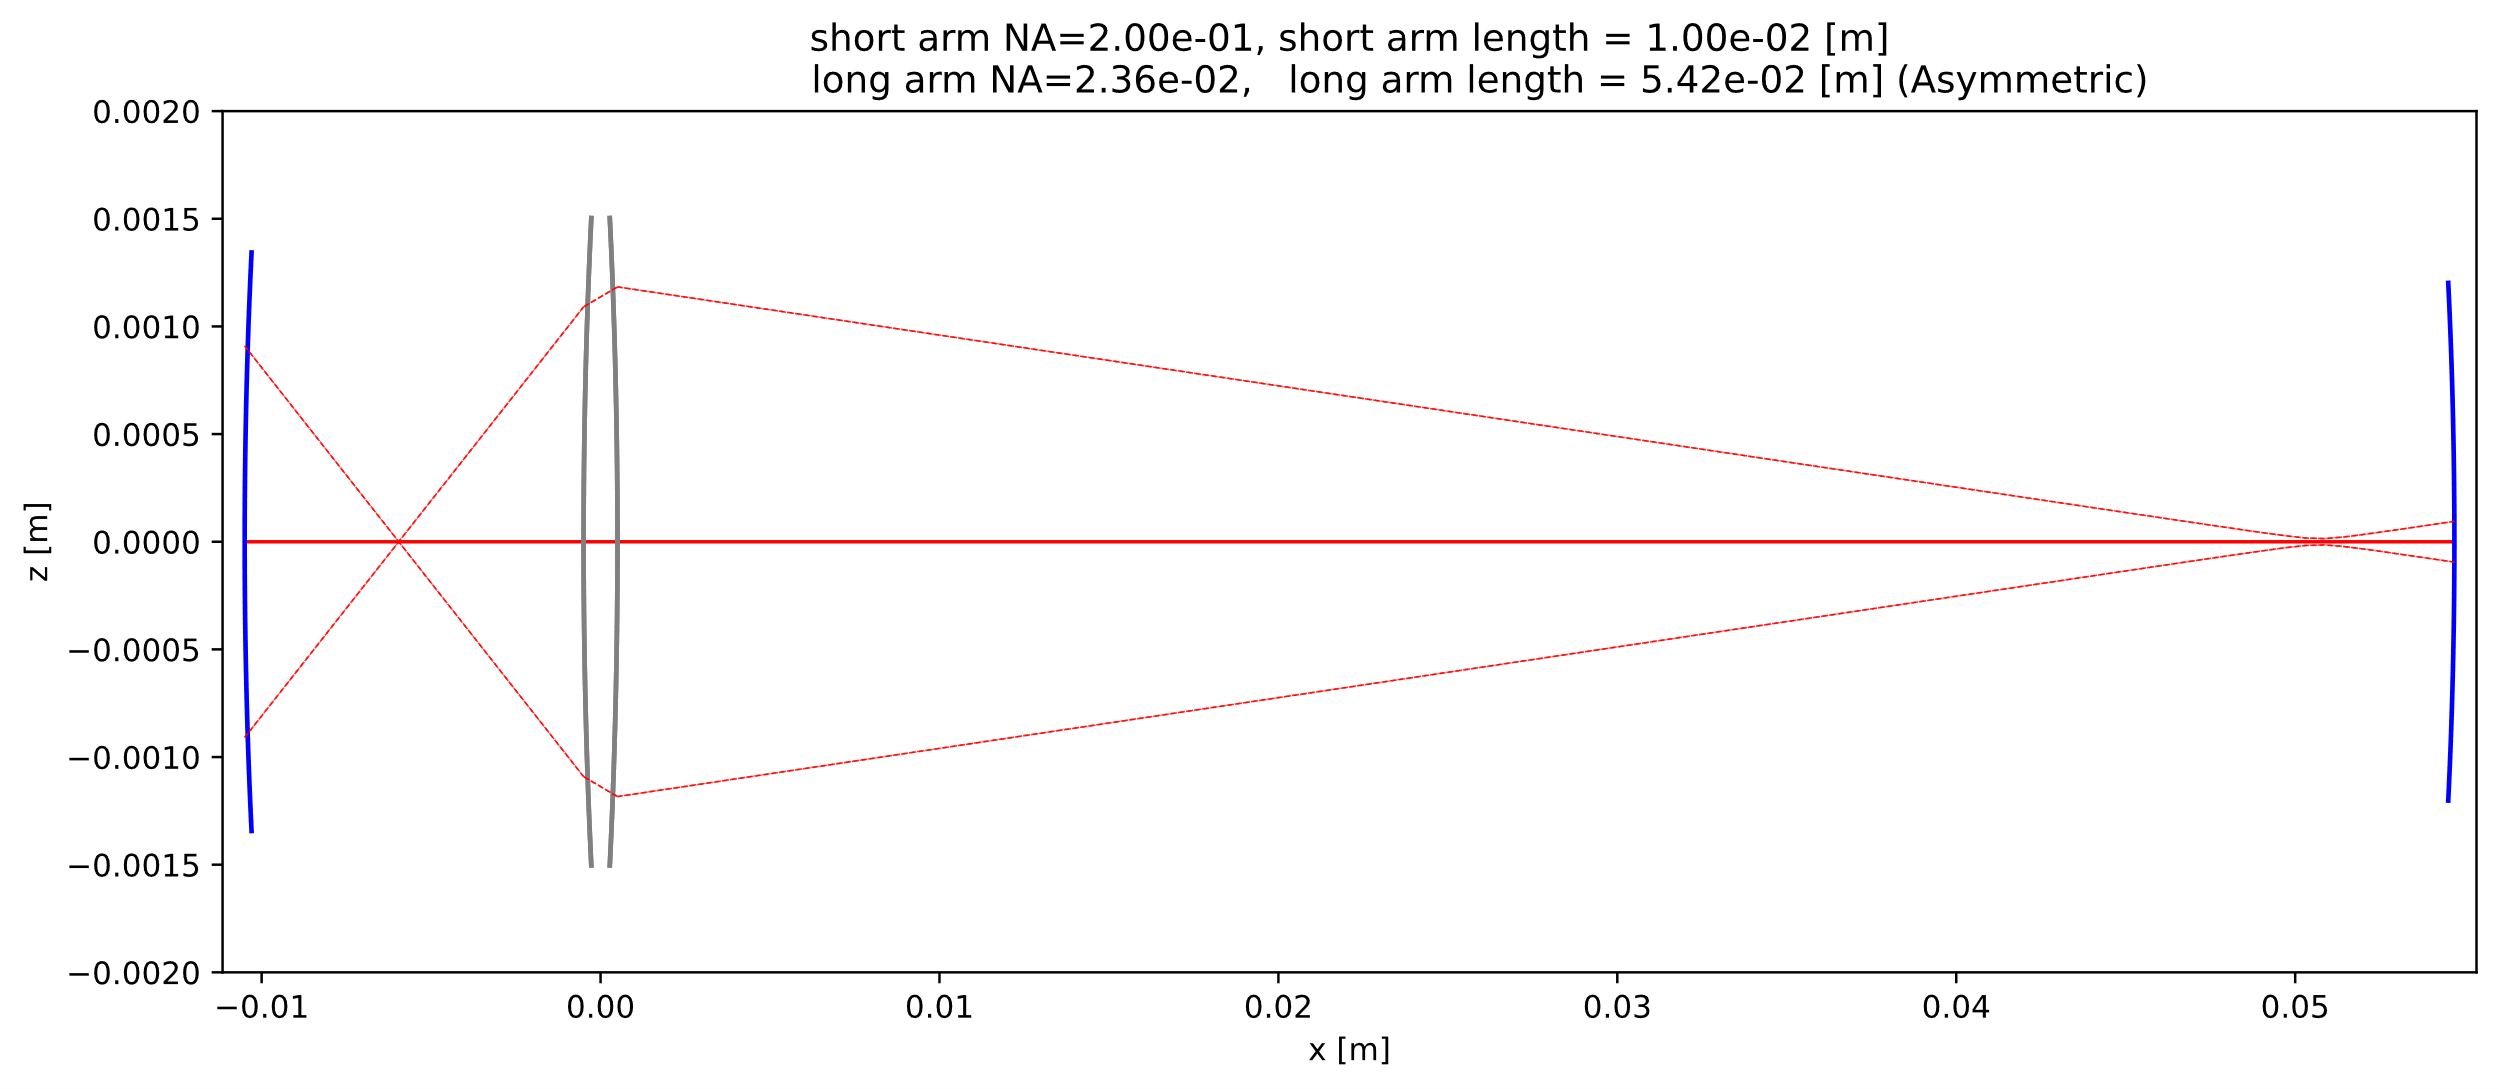 short arm NA=2.00e-01, short arm length = 1.00e-02 [m]
long arm NA=2.36e-02,   long arm length = 5.42e-02 [m] (Asymmetric)
0.0020
0.0015
0.0010
0.0005
0.0000
−0.0005
−0.0010
−0.0015
−0.0020
z [m]
−0.01 0.00 0.01 0.02 0.03 0.04 0.05
x [m]